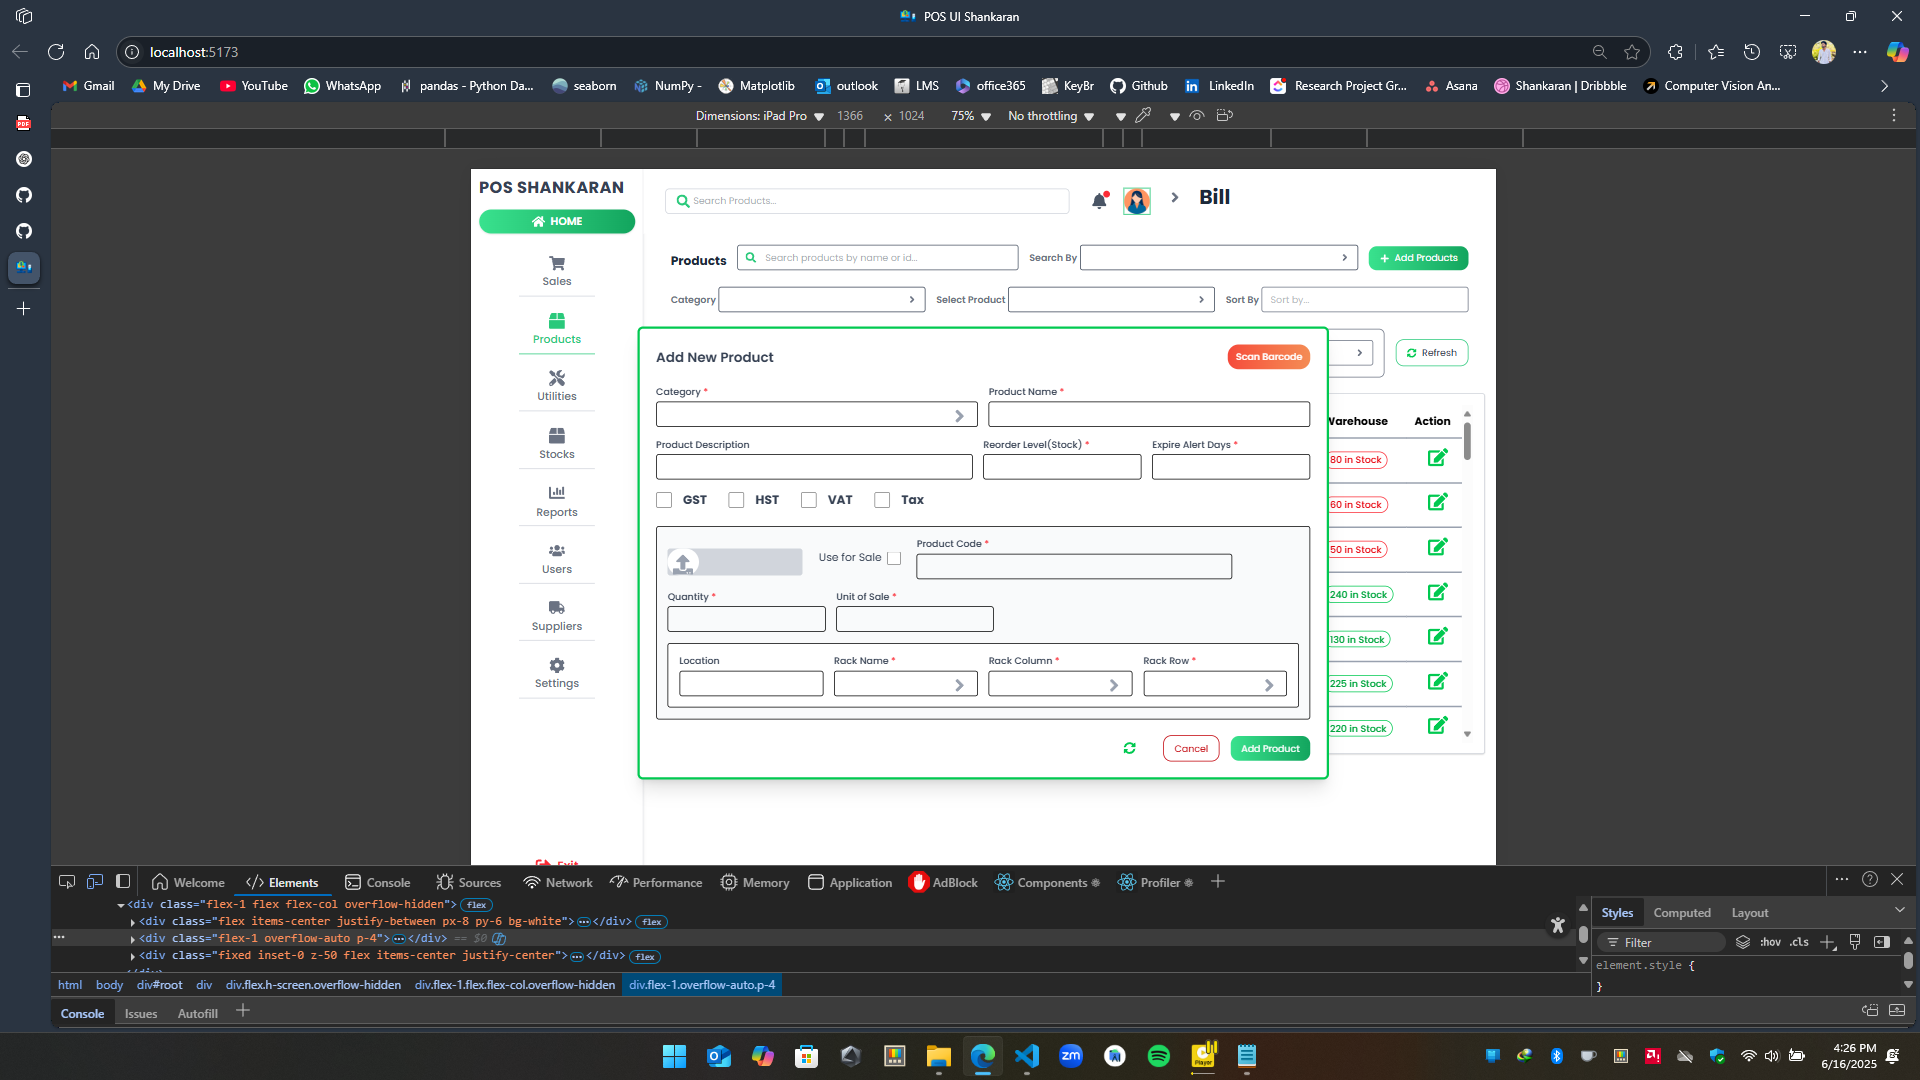 POS UI Shankaran
localhost:5173
Gmail My Drive YouTube WhatsApp pandas - Python Da... seaborn NumPy - Matplotlib outlook LMS office365 KeyBr Github LinkedIn Research Project Gr... Asana Shankaran | Dribbble Computer Vision An...
Dimensions: iPad Pro 1366 × 1024 75% No throttling
POS SHANKARAN
HOME
Sales
Products
Utilities
Stocks
Reports
Users
Suppliers
Settings
Exit
Search Products...
Bill
Products Search products by name or id... Search By + Add Products
Category Select Product Sort By Sort by...
Refresh
Add New Product Scan Barcode
Category * Product Name *
Product Description Reorder Level(Stock) * Expire Alert Days *
GST HST VAT Tax
Use for Sale Product Code *
Quantity * Unit of Sale *
Location Rack Name * Rack Column * Rack Row *
Cancel Add Product
Warehouse Action
80 in Stock
60 in Stock
50 in Stock
240 in Stock
130 in Stock
225 in Stock
220 in Stock
Welcome Elements Console Sources Network Performance Memory Application AdBlock Components Profiler
<div class="flex-1 flex flex-col overflow-hidden"> flex
<div class="flex items-center justify-between px-8 py-6 bg-white"> ... </div> flex
... <div class="flex-1 overflow-auto p-4"> ... </div> == $0
<div class="fixed inset-0 z-50 flex items-center justify-center"> ... </div> flex
html body div#root div div.flex.h-screen.overflow-hidden div.flex-1.flex.flex-col.overflow-hidden div.flex-1.overflow-auto.p-4
Styles Computed Layout
Filter :hov .cls
element.style {
}
Console Issues Autofill
4:26 PM
6/16/2025